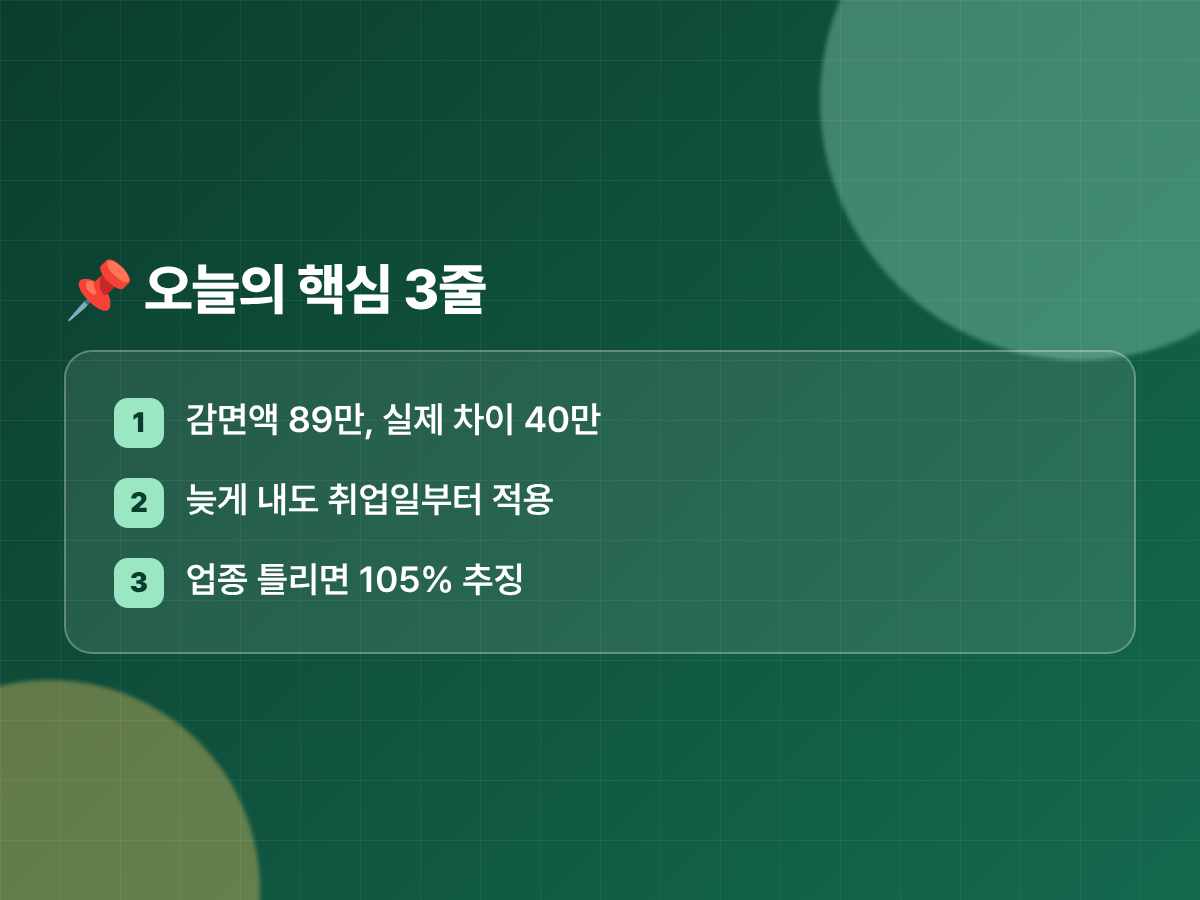 📌 오늘의 핵심 3줄
1 감면액 89만, 실제 차이 40만
2 늦게 내도 취업일부터 적용
3 업종 틀리면 105% 추징